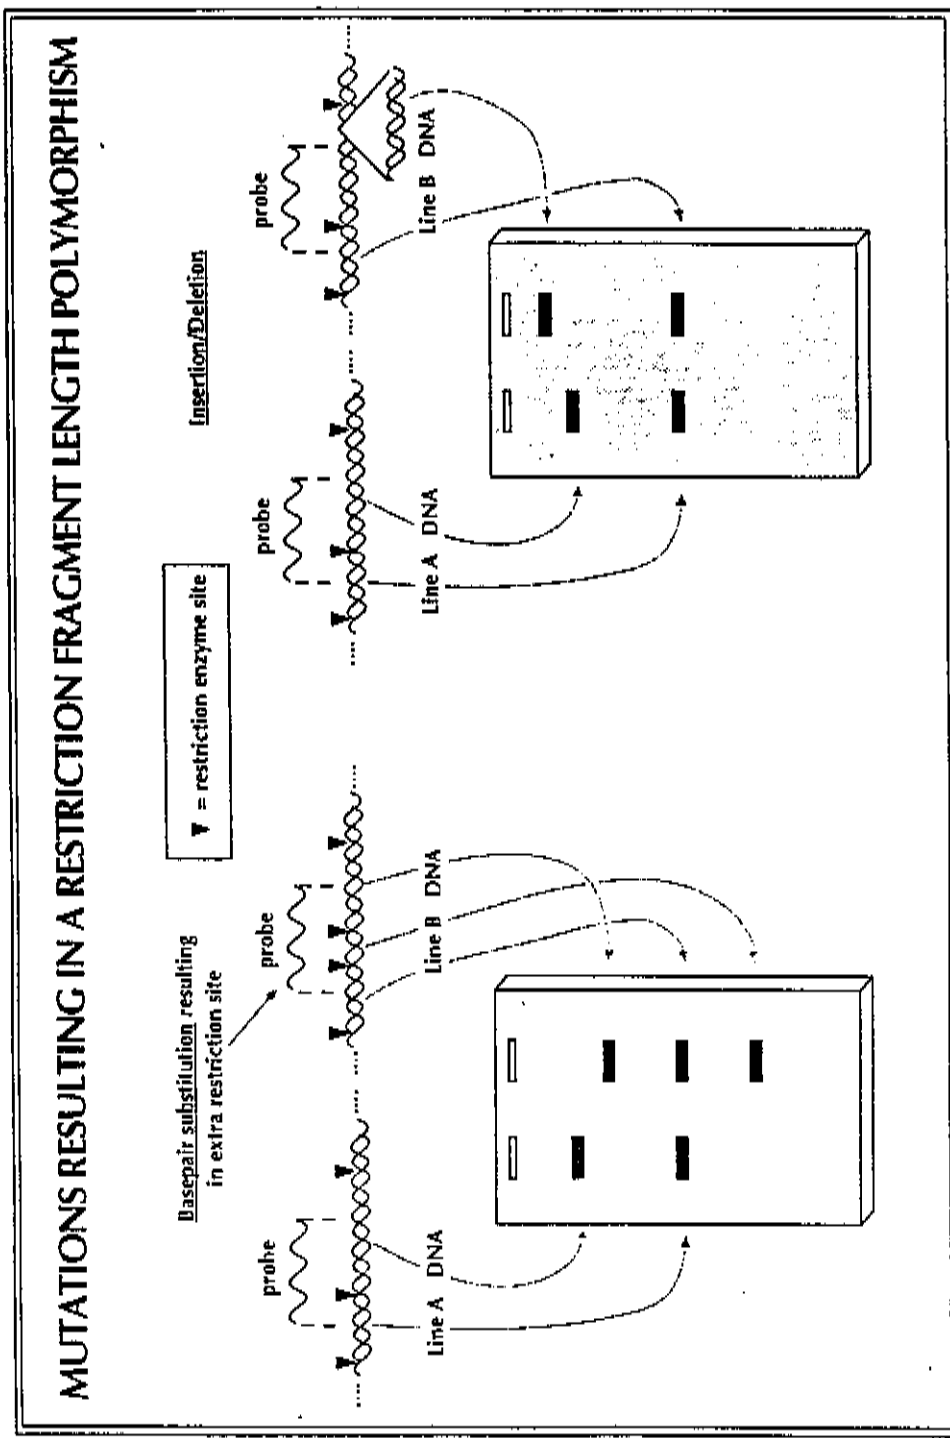 MUTATIONS RESULTING IN A RESTRICTION FRAGMENT LENGTH POLYMORPHISM
▼ = restriction enzyme site
Basepair substitution resulting
in extra restriction site
probe
probe
Line A DNA
Line B DNA
Insertion/Deletion
probe
probe
Line A DNA
Line B DNA